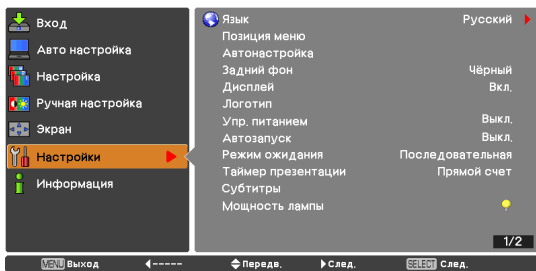 Вход
Авто настройка
Настройка
Ручная настройка
Экран
Настройки
Информация
Язык Русский
Позиция меню
Автонастройка
Задний фон Чёрный
Дисплей Вкл.
Логотип
Упр. питанием Выкл.
Автозапуск Выкл.
Режим ожидания Последовательная
Таймер презентации Прямой счет
Субтитры
Мощность лампы
1/2
MENU Выход ----- Передв. След. SELECT След.